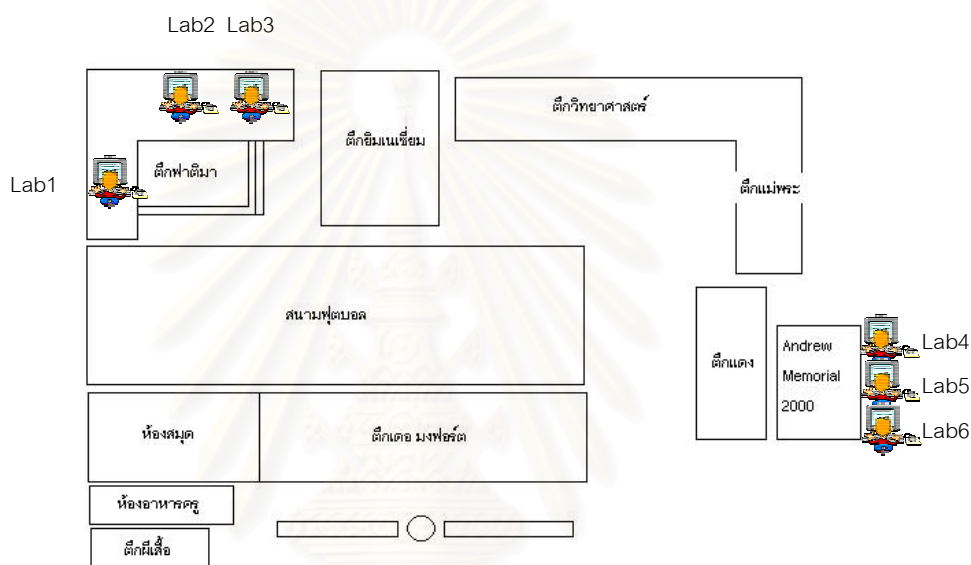 Lab2 Lab3
ตึกวิทยาศาสตร์
ตึกยิมเนเซี่ยม
ตึกฟาติมา
Lab1
ตึกแม่พระ
สนามฟุตบอล
Lab4
ตึกแดง
Andrew
Memorial
2000
Lab5
Lab6
ห้องสมุด
ตึกเดอ มงฟอร์ต
ห้องอาหารครู
ตึกผีเสื้อ